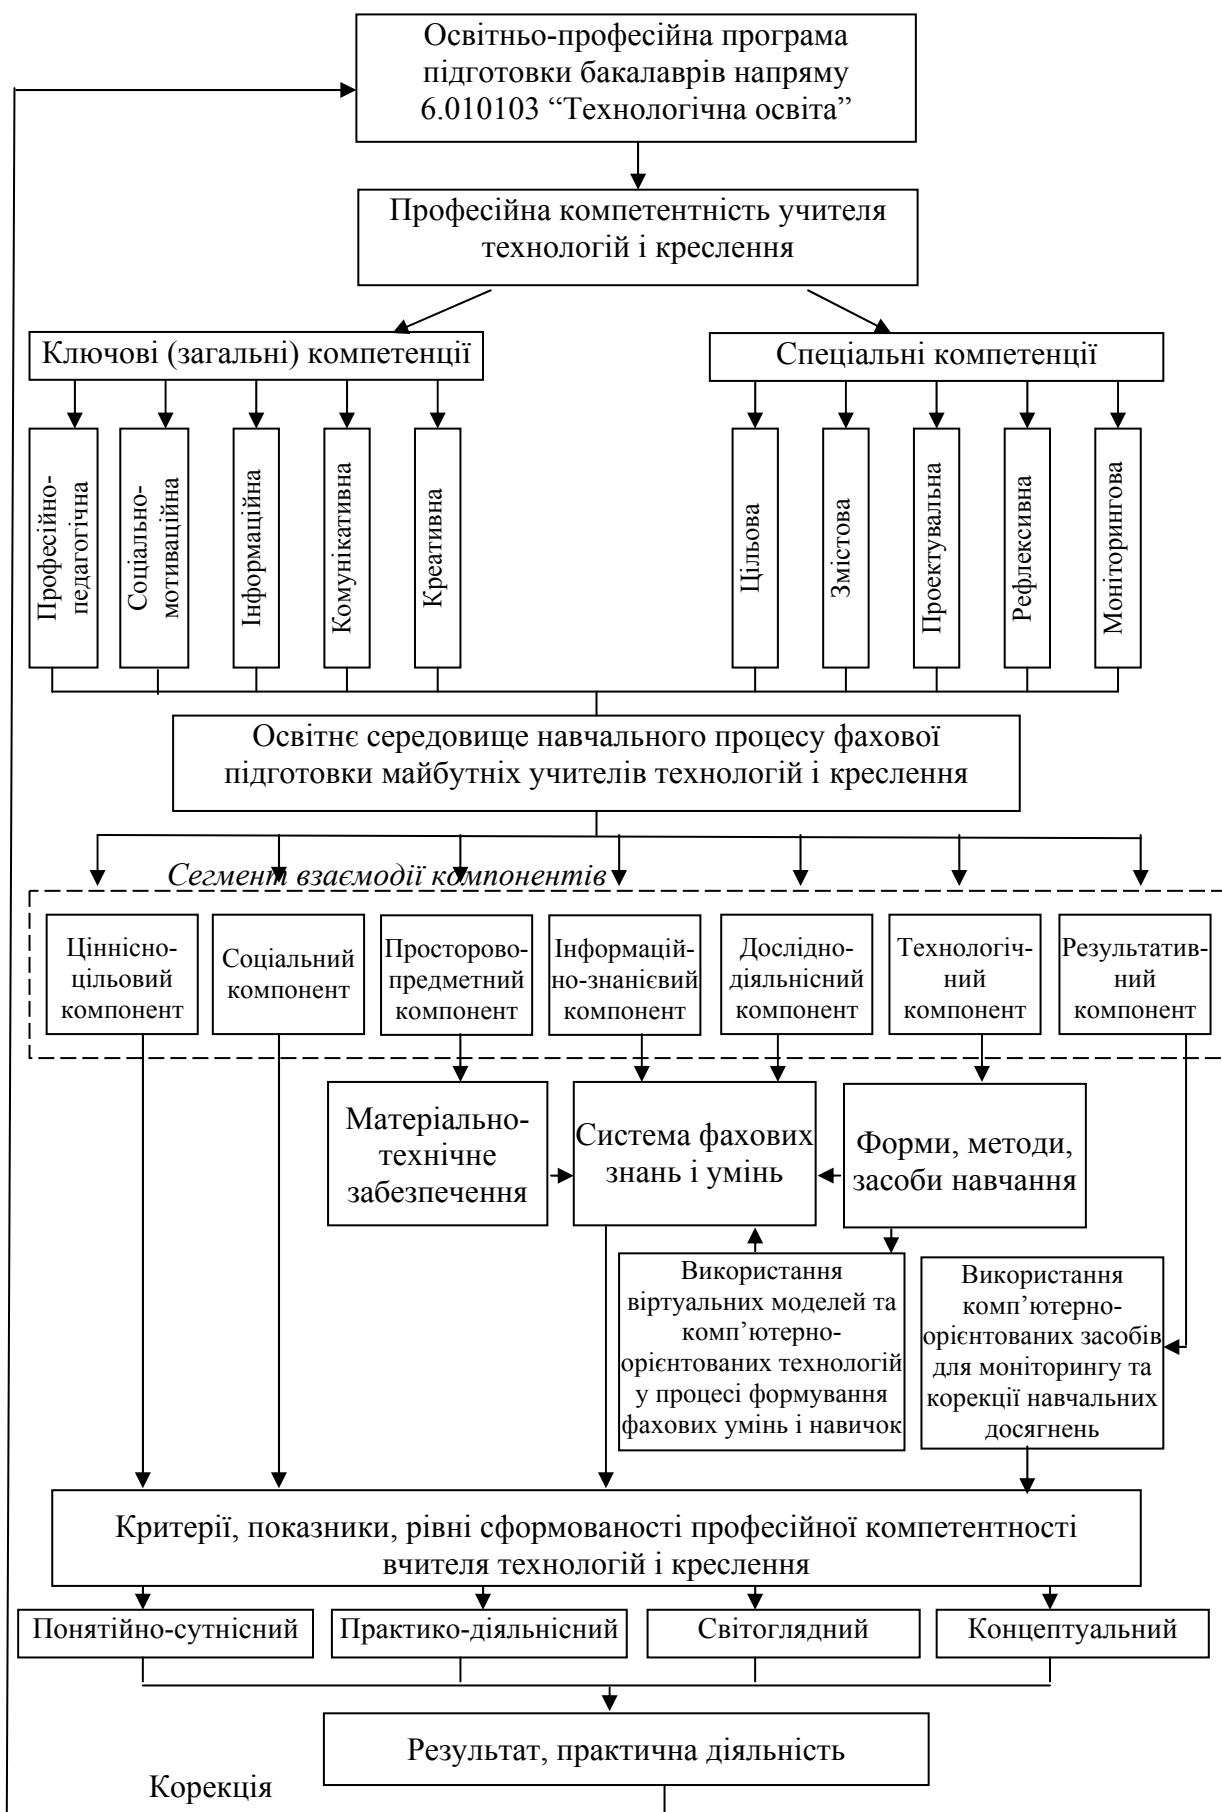 Освітньо-професійна програма
підготовки бакалаврів напряму
6.010103 “Технологічна освіта”
Професійна компетентність учителя
технологій і креслення
Ключові (загальні) компетенції
Спеціальні компетенції
Професійно-
педагогічна
Соціально-
мотиваційна
Інформаційна
Комунікативна
Креативна
Цільова
Змістова
Проектувальна
Рефлексивна
Моніторингова
Освітнє середовище навчального процесу фахової
підготовки майбутніх учителів технологій і креслення
Сегмент взаємодії компонентів
Ціннісно-
цільовий
компонент
Соціальний
компонент
Просторово-
предметний
компонент
Інформацій-
но-знанієвий
компонент
Дослідно-
діяльнісний
компонент
Технологіч-
ний
компонент
Результатив-
ний
компонент
Матеріально-
технічне
забезпечення
Система фахових
знань і умінь
Форми, методи,
засоби навчання
Використання
віртуальних моделей та
комп’ютерно-
орієнтованих технологій
у процесі формування
фахових умінь і навичок
Використання
комп’ютерно-
орієнтованих засобів
для моніторингу та
корекції навчальних
досягнень
Критерії, показники, рівні сформованості професійної компетентності
вчителя технологій і креслення
Понятійно-сутнісний
Практико-діяльнісний
Світоглядний
Концептуальний
Результат, практична діяльність
Корекція